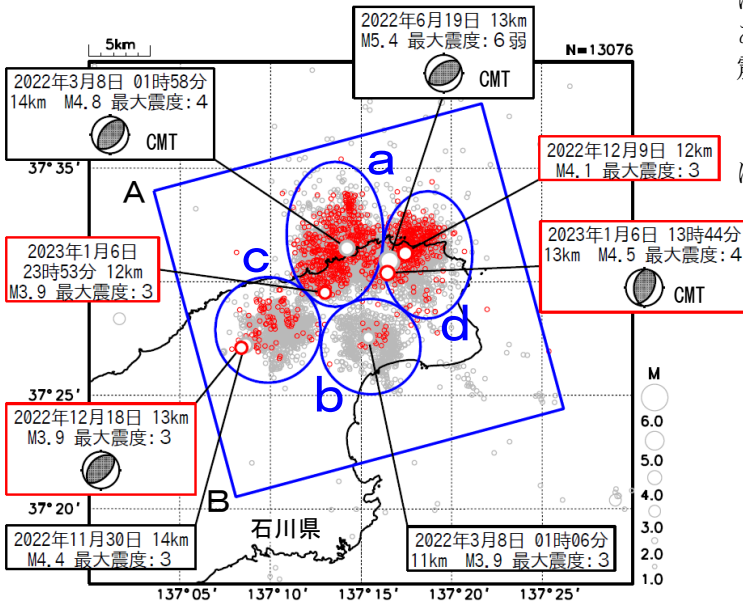 5km
N=13076
2022年6月19日 13km
M5.4 最大震度:6弱
CMT
2022年3月8日 01時58分
14km M4.8 最大震度:4
CMT
37°35′
A
a
2022年12月9日 12km
M4.1 最大震度:3
2023年1月6日 13時44分
13km M4.5 最大震度:4
CMT
2023年1月6日
23時53分 12km
M3.9 最大震度:3
c
d
b
37°25′
2022年12月18日 13km
M3.9 最大震度:3
B
37°20′
石川県
2022年11月30日 14km
M4.4 最大震度:3
2022年3月8日 01時06分
11km M3.9 最大震度:3
M
6.0
5.0
4.0
3.0
2.0
1.0
137°05′
137°10′
137°15′
137°20′
137°25′